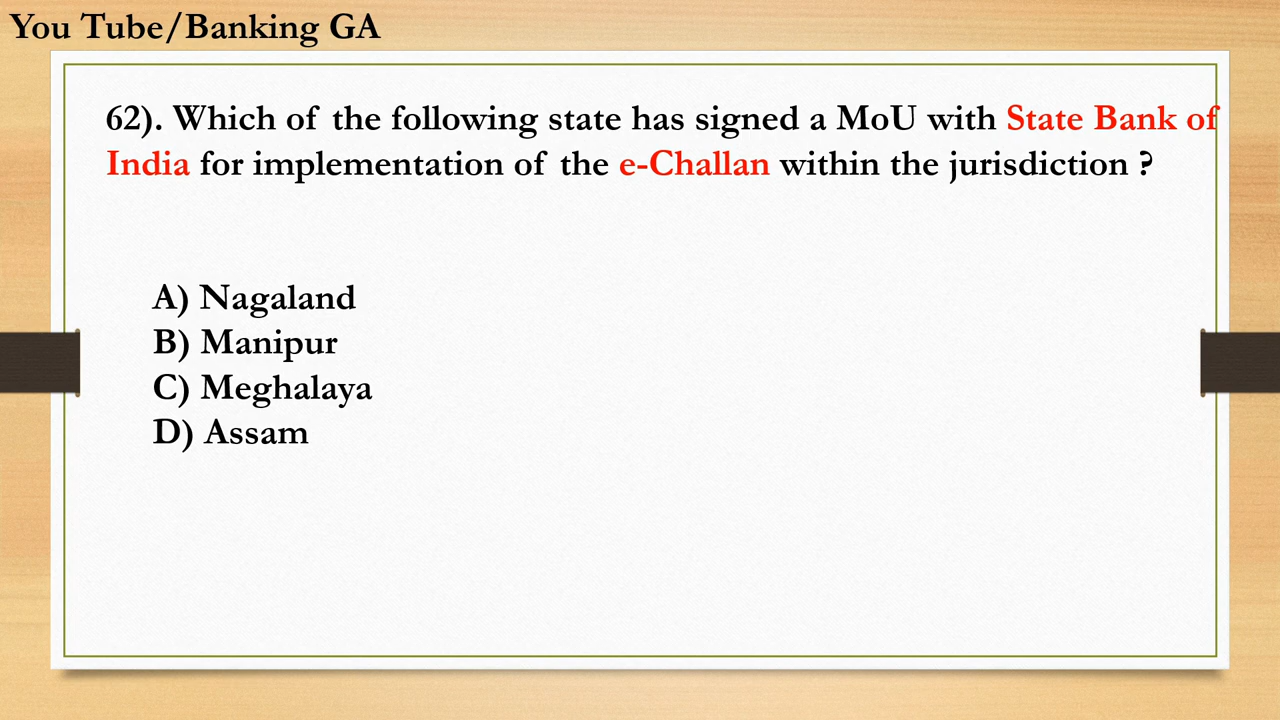 You Tube/Banking GA
62). Which of the following state has signed a MoU with State Bank of
India for implementation of the e-Challan within the jurisdiction ?
A) Nagaland
B) Manipur
C) Meghalaya
D) Assam